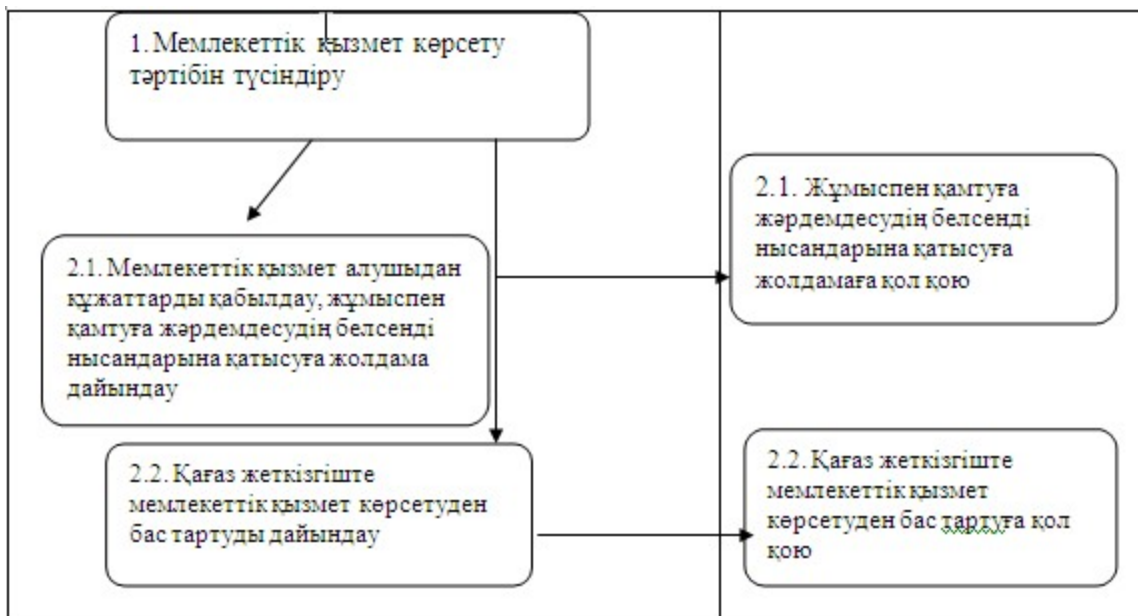 1. Мемлекеттік қызмет көрсету
тәртібін түсіндіру
2.1. Жұмыспен қамтуға
жәрдемдесудің белсенді
нысандарына қатысуға
жолдамаға қол қою
2.1. Мемлекеттік қызмет алушыдан
құжаттарды қабылдау, жұмыспен
қамтуға жәрдемдесудің белсенді
нысандарына қатысуға жолдама
дайындау
2.2. Қағаз жеткізгіште
мемлекеттік қызмет көрсетуден
бас тартуды дайындау
2.2. Қағаз жеткізгіште
мемлекеттік қызмет
көрсетуден бас тартуға қол
қою